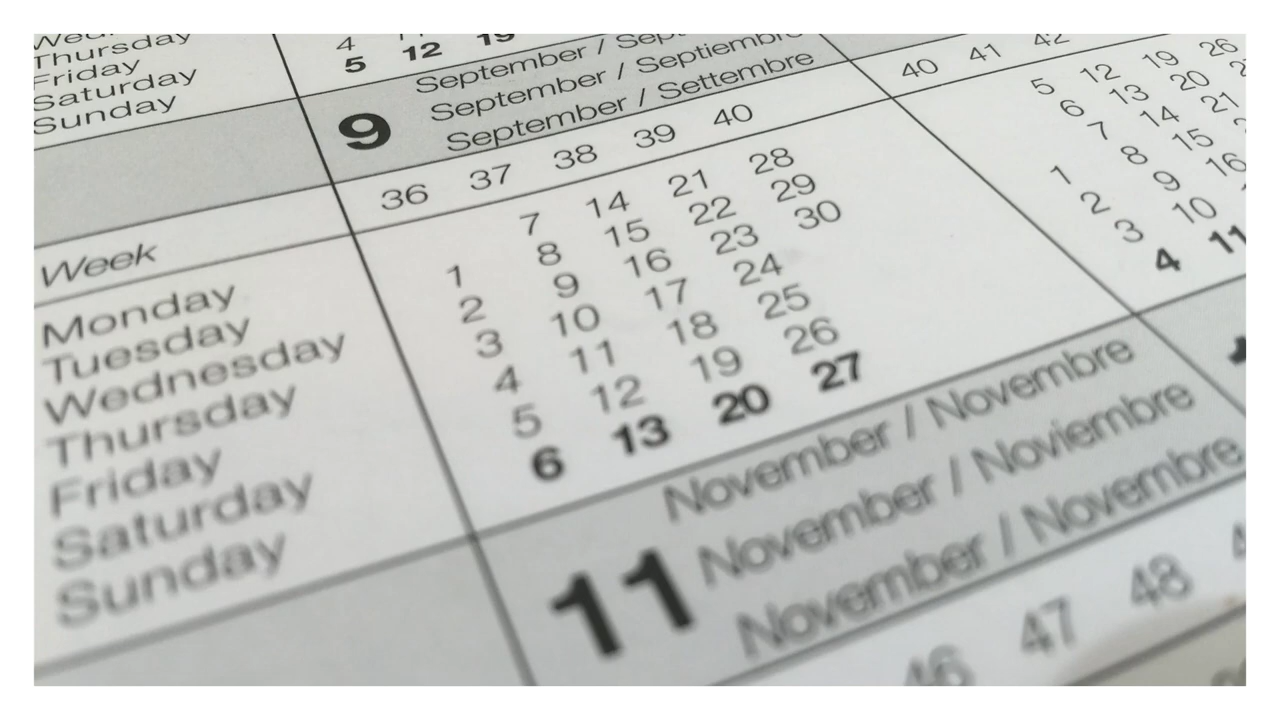 Thursday 4
Friday 5 12 19
Saturday
Sunday
9 September /
September / Septiembre
September / Settembre
36 37 38 39 40
40 41 42
Week
Monday 7 14 21 28
Tuesday 1 8 15 22 29
Wednesday 2 9 16 23 30
Thursday 3 10 17 24
Friday 4 11 18 25
Saturday 5 12 19 26
Sunday 6 13 20 27
5 12 19 26
6 13 20
7 14 21
1 8 15
2 9 16
3 10
4 11
11 November / Novembre
November / Noviembre
November / Novembre
46 47 48